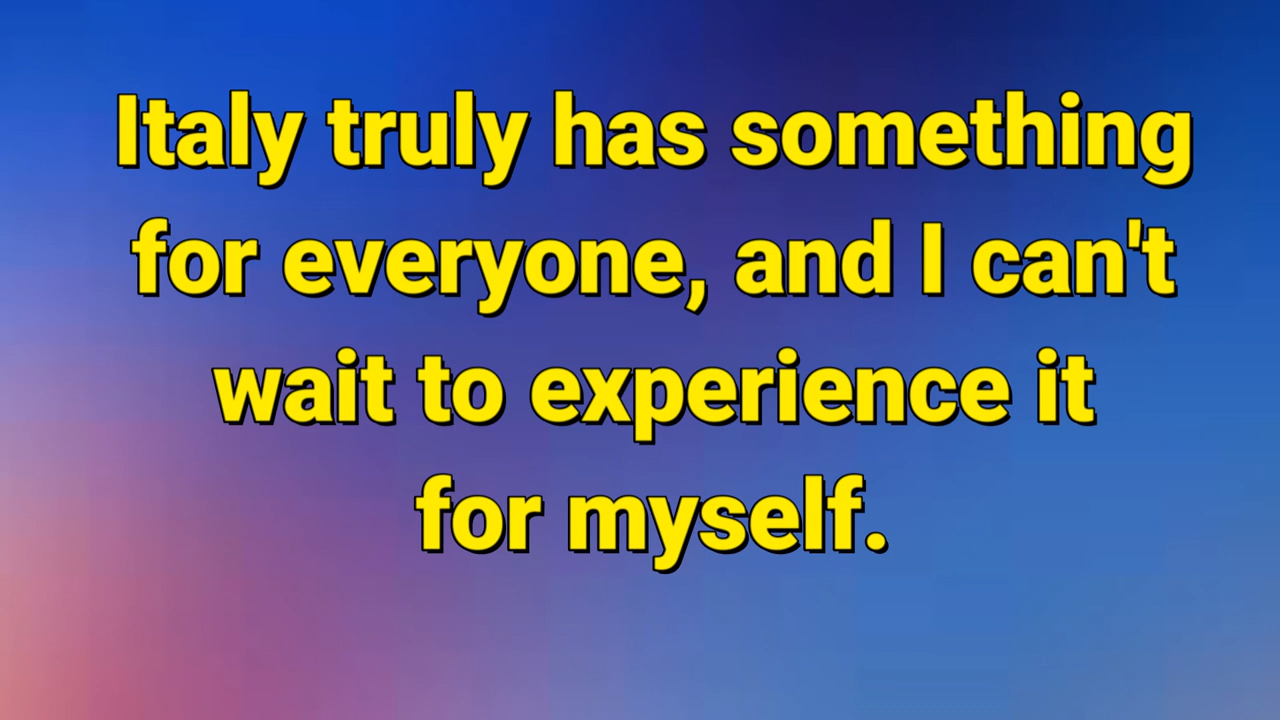 Italy truly has something
for everyone, and I can't
wait to experience it
for myself.